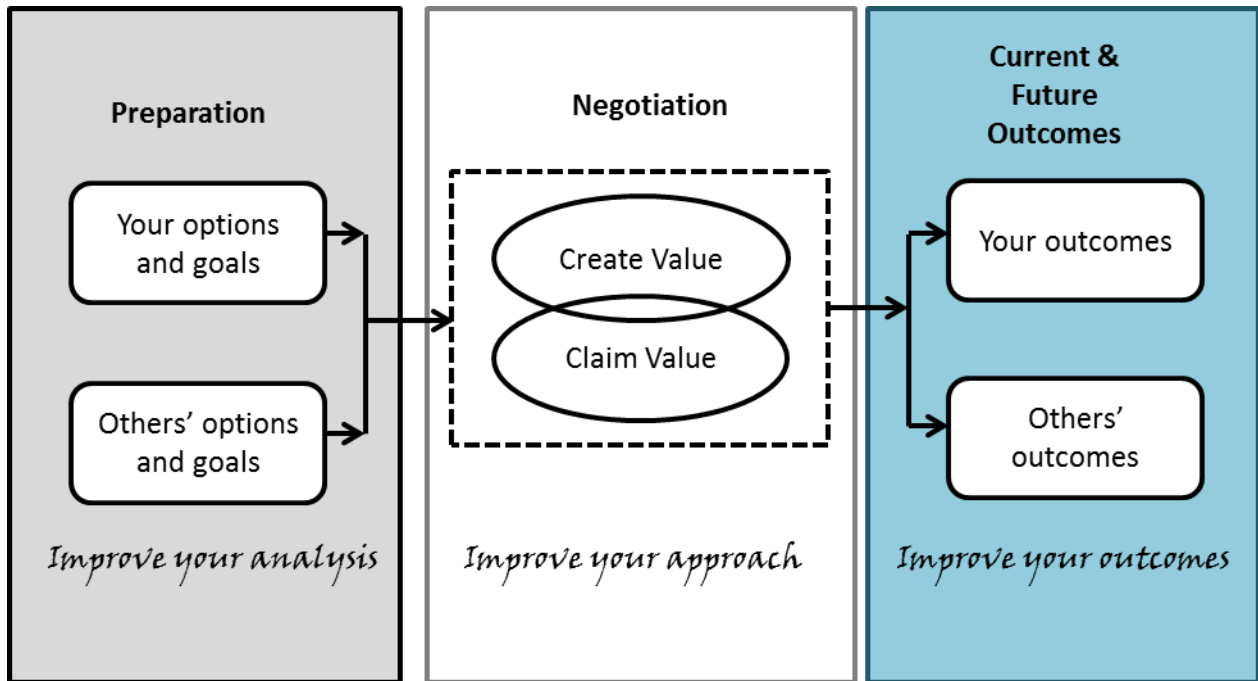 Preparation
Your options
and goals
Others’ options
and goals
Improve your analysis
Negotiation
Create Value
Claim Value
Improve your approach
Current &
Future
Outcomes
Your outcomes
Others’
outcomes
Improve your outcomes